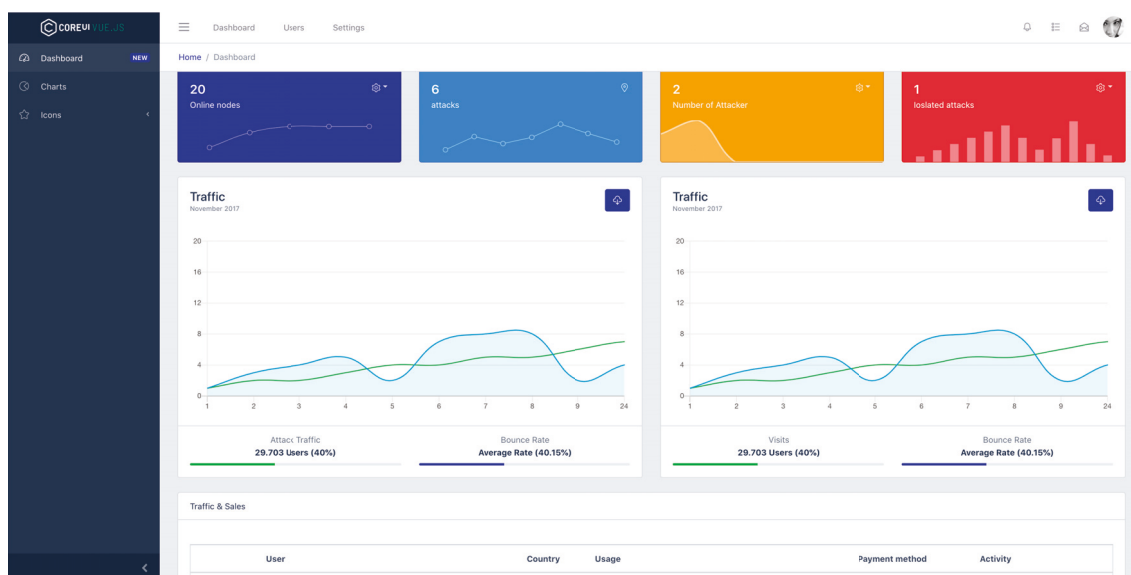 COREUI VUE.JS
Dashboard Users Settings
Dashboard NEW
Charts
Icons
Home / Dashboard
20
Online nodes
6
attacks
2
Number of Attacker
1
Ioslated attacks
Traffic
November 2017
20
16
12
8
4
0
1 2 3 4 5 6 7 8 9 24
Attacc Traffic
29.703 Users (40%)
Bounce Rate
Average Rate (40.15%)
Traffic
November 2017
20
16
12
8
4
0
1 2 3 4 5 6 7 8 9 24
Visits
29.703 Users (40%)
Bounce Rate
Average Rate (40.15%)
Traffic & Sales
User Country Usage Payment method Activity